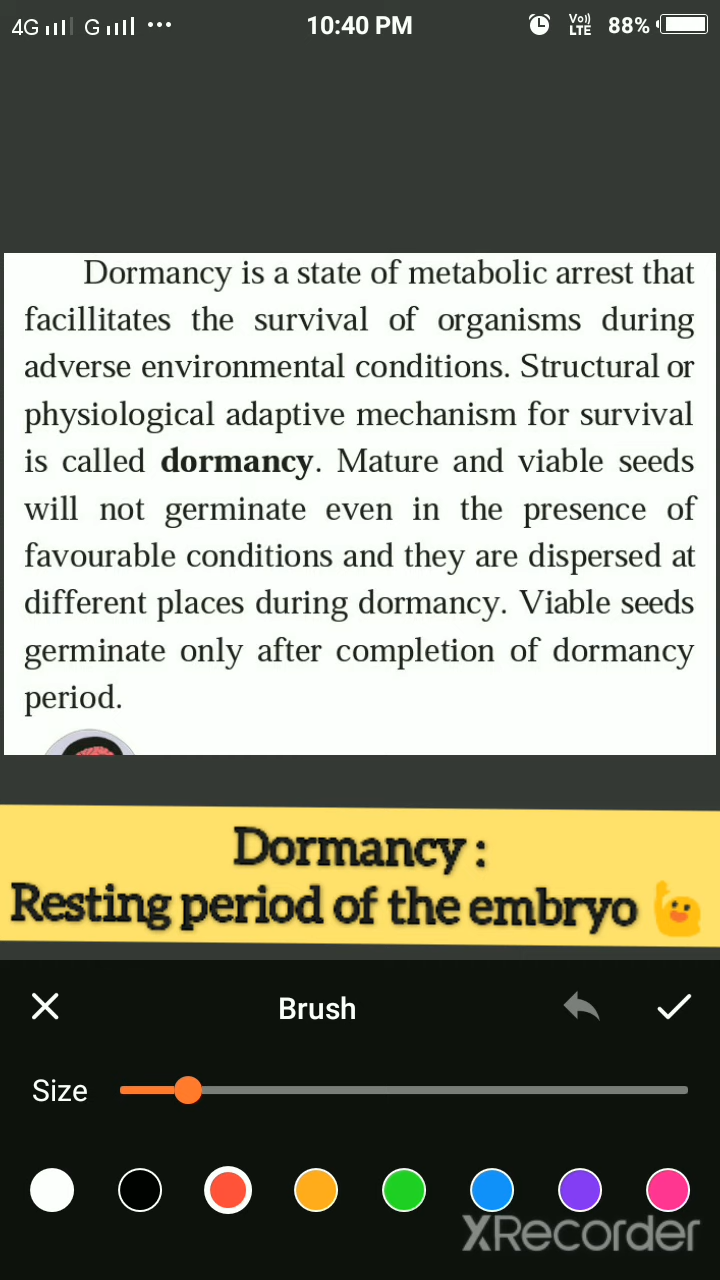 4G G ••• 10:40 PM Vo)) LTE 88%
Dormancy is a state of metabolic arrest that
facillitates the survival of organisms during
adverse environmental conditions. Structural or
physiological adaptive mechanism for survival
is called dormancy. Mature and viable seeds
will not germinate even in the presence of
favourable conditions and they are dispersed at
different places during dormancy. Viable seeds
germinate only after completion of dormancy
period.
Dormancy :
Resting period of the embryo
Brush
Size
XRecorder